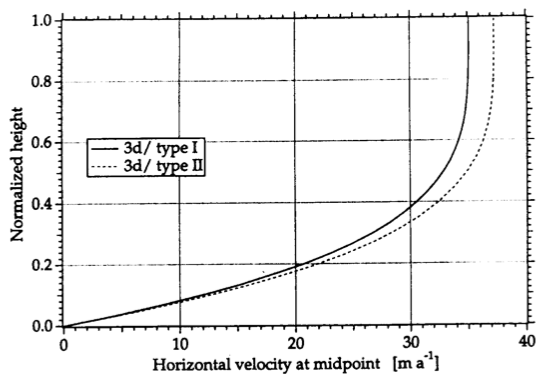 1.0
0.8
0.6
0.4
0.2
0.0
Normalized height
3d/ type I
3d/ type II
0
10
20
30
40
Horizontal velocity at midpoint [m a⁻¹]